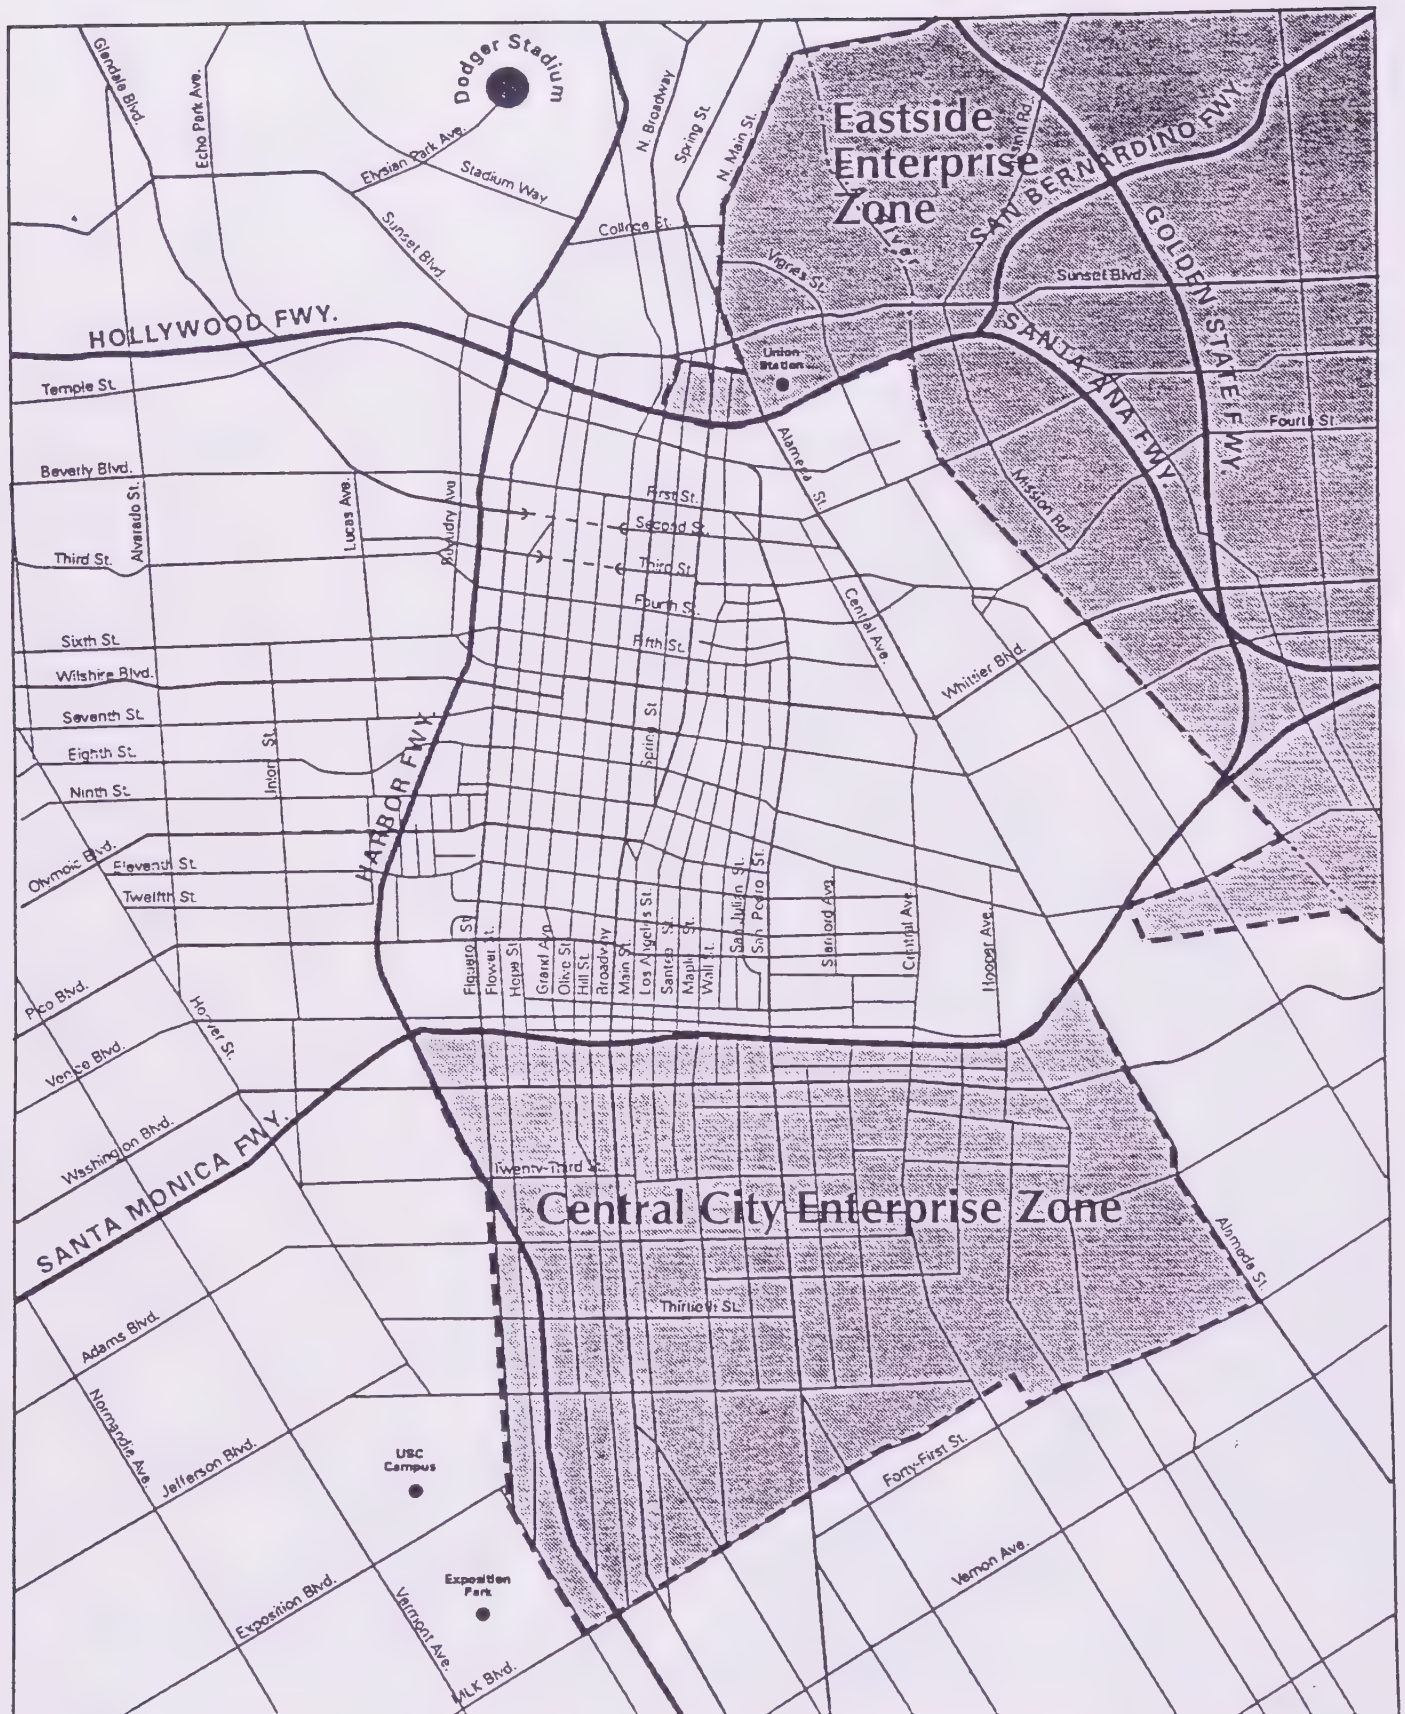 Glendale Blvd.
Echo Park Ave.
Dodger Stadium
Elysian Park Ave.
Stadium Way
Sunset Blvd.
College St.
N. Broadway
Spring St.
N. Main St.
Eastside
Enterprise
Zone
River
SAN BERNARDINO FWY.
GOLDEN STATE FWY
Vignes St.
Sunset Blvd.
HOLLYWOOD FWY.
SANTA ANA FWY.
Union
Station
Temple St.
Fourth St.
Alameda St.
Beverly Blvd.
Alvarado St.
Lucas Ave.
Mission Rd.
First St.
Second St.
Third St.
Third St.
Fourth St.
Fifth St.
Central Ave.
Sixth St.
Wilshire Blvd.
Whittier Blvd.
Seventh St.
Eighth St.
Ninth St.
Union St.
Spring St
HARBOR FWY.
Olympic Blvd.
Eleventh St.
Twelfth St
Figuero St
Flower St.
Hope St
Grand Ave
Olive St
Hill St.
Broadway
Main St.
Los Angeles St.
Santee St.
Maple St.
Wall St.
San Julian St.
San Pedro St.
Stanford Ave.
Central Ave
Hooper Ave.
Pico Blvd.
Hoover St.
Venice Blvd.
Washington Blvd.
SANTA MONICA FWY.
Twenty-Third St.
Central City Enterprise Zone
Alameda St.
Thirtieth St.
Adams Blvd.
Normandie Ave.
Jefferson Blvd.
USC
Campus
Forty-First St.
Exposition
Park
Vernon Ave.
Exposition Blvd.
Vermont Ave.
MLK Blvd.